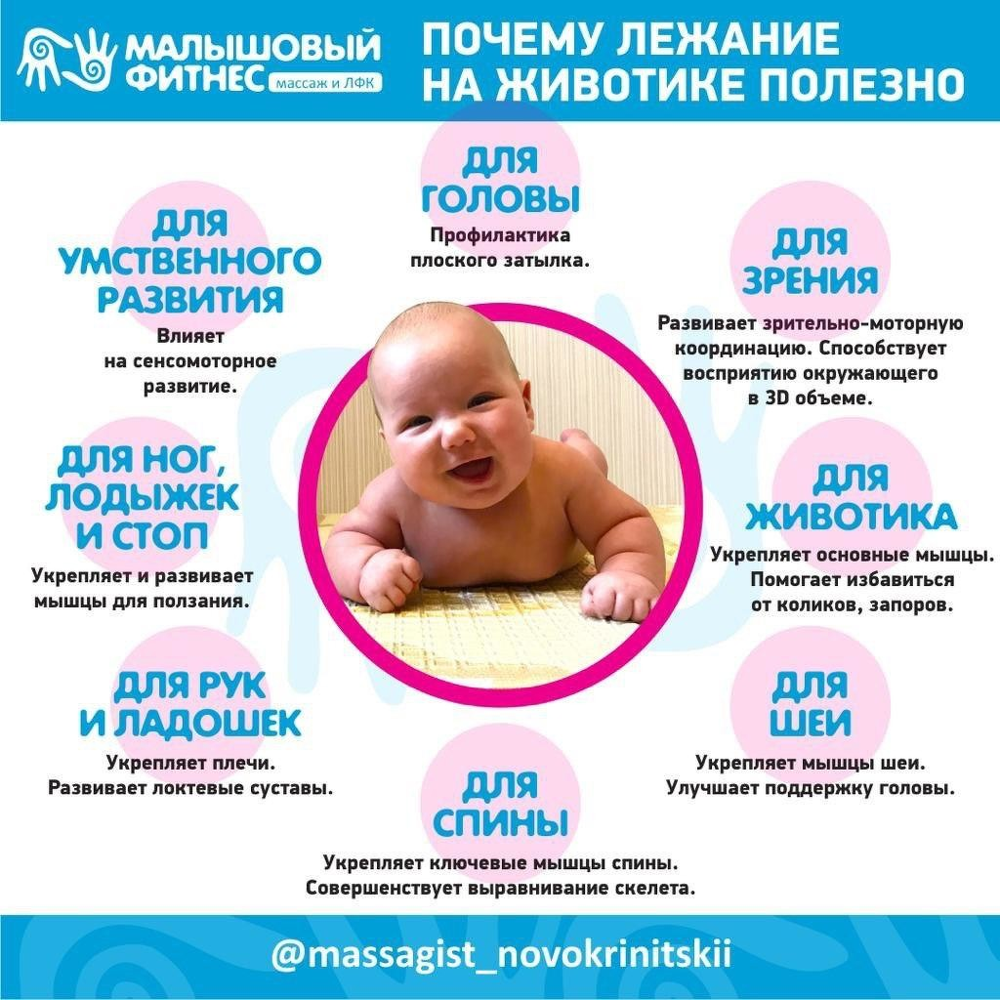 МАЛЫШОВЫЙ
ФИТНЕС
массаж и ЛФК
ПОЧЕМУ ЛЕЖАНИЕ
НА ЖИВОТИКЕ ПОЛЕЗНО
ДЛЯ
ГОЛОВЫ
Профилактика
плоского затылка.
ДЛЯ
УМСТВЕННОГО
РАЗВИТИЯ
Влияет
на сенсомоторное
развитие.
ДЛЯ
ЗРЕНИЯ
Развивает зрительно-моторную
координацию. Способствует
восприятию окружающего
в 3D объеме.
ДЛЯ НОГ,
ЛОДЫЖЕК
И СТОП
Укрепляет и развивает
мышцы для ползания.
ДЛЯ
ЖИВОТИКА
Укрепляет основные мышцы.
Помогает избавиться
от коликов, запоров.
ДЛЯ РУК
И ЛАДОШЕК
Укрепляет плечи.
Развивает локтевые суставы.
ДЛЯ
ШЕИ
Укрепляет мышцы шеи.
Улучшает поддержку головы.
ДЛЯ
СПИНЫ
Укрепляет ключевые мышцы спины.
Совершенствует выравнивание скелета.
@massagist_novokrinitskii